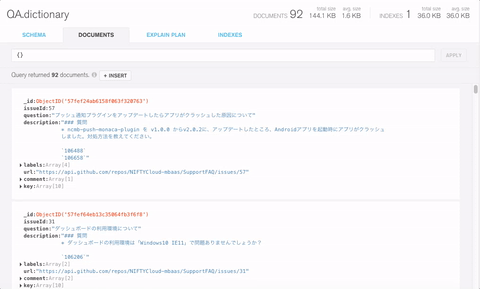 QA.dictionary
DOCUMENTS 92 total size 144.1 KB avg. size 1.6 KB INDEXES 1 total size 36.0 KB avg. size 36.0 KB
SCHEMA DOCUMENTS EXPLAIN PLAN INDEXES
{} APPLY
Query returned 92 documents. + INSERT
_id:ObjectID("57fef24ab6158f063f320763")
issueId:57
question:"プッシュ通知プラグインをアップデートしたらアプリがクラッシュした原因について"
description:"### 質問
> ncmb-push-monaca-plugin を v1.0.0 からv2.0.2に、アップデートしたところ、Androidアプリを起動時にアプリがクラッシュ
しました。対処方法を教えてください。
`106488`
`106658`"
labels:Array[4]
url:"https://api.github.com/repos/NIFTYCloud-mbaas/SupportFAQ/issues/57"
comment:Array[1]
key:Array[10]
_id:ObjectID("57fef64eb13c35064fb3f6f8")
issueId:31
question:"ダッシュボードの利用環境について"
description:"### 質問
> ダッシュボードの利用環境は「Windows10 IE11」で問題ありませんでしょうか？
`106206`"
labels:Array[2]
url:"https://api.github.com/repos/NIFTYCloud-mbaas/SupportFAQ/issues/31"
comment:Array[2]
key:Array[10]